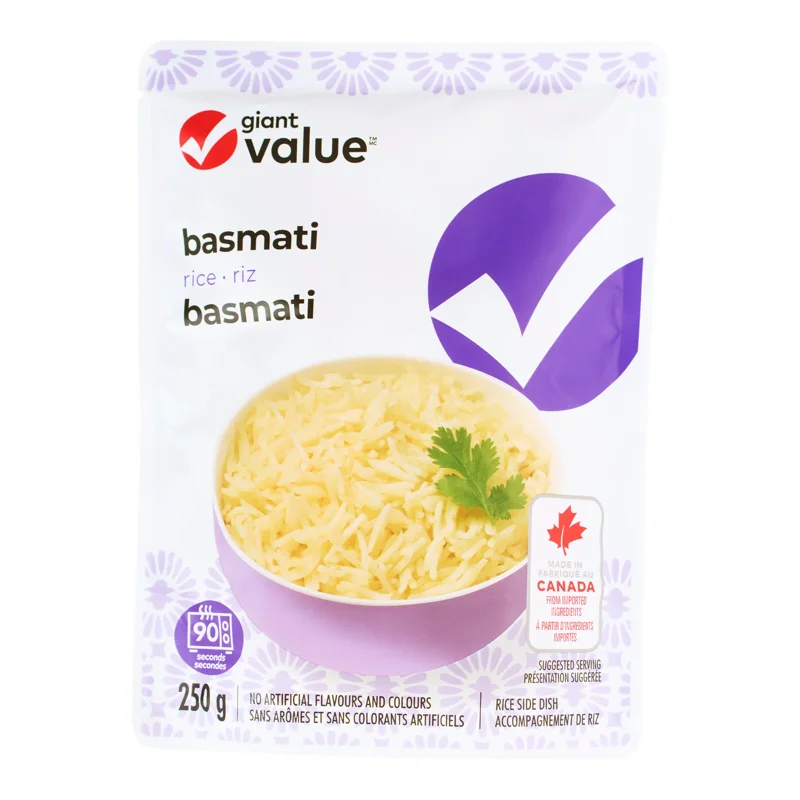 giant
value™
MC
basmati
rice · riz
basmati
MADE IN
FABRIQUÉ AU
CANADA
FROM IMPORTED
INGREDIENTS
À PARTIR D'INGRÉDIENTS
IMPORTÉS
90
seconds
secondes
SUGGESTED SERVING
PRÉSENTATION SUGGÉRÉE
250 g
NO ARTIFICIAL FLAVOURS AND COLOURS
SANS ARÔMES ET SANS COLORANTS ARTIFICIELS
RICE SIDE DISH
ACCOMPAGNEMENT DE RIZ